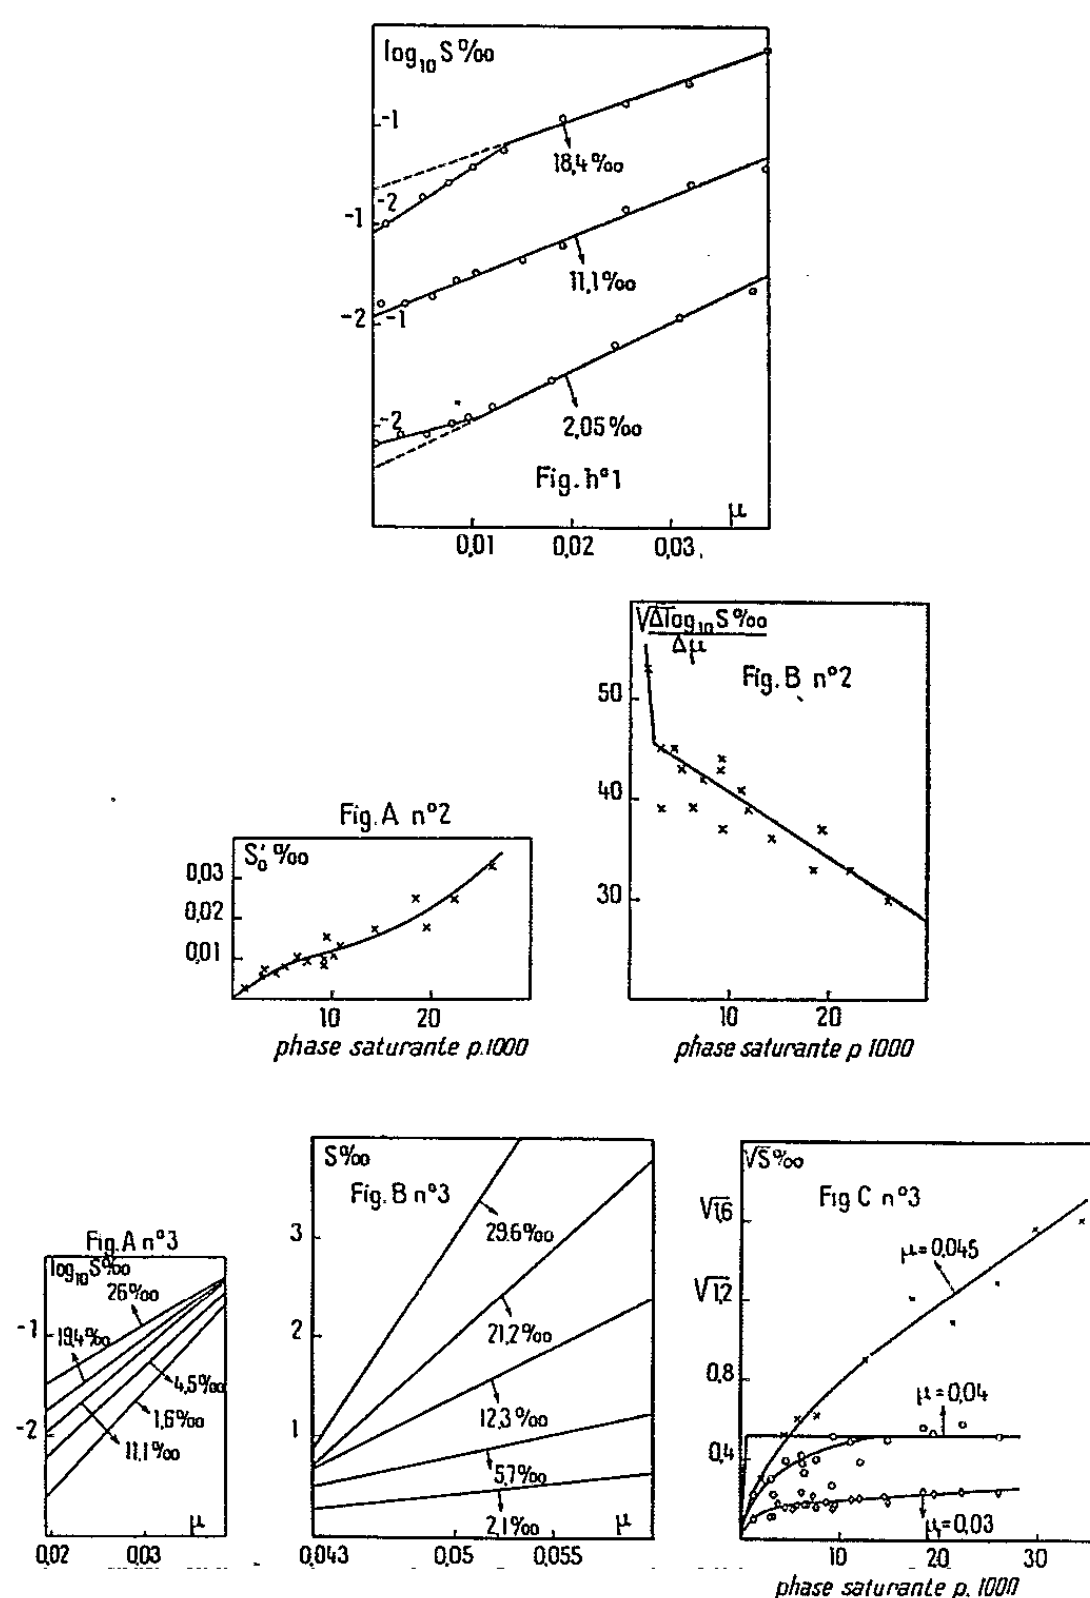 log₁₀ S‰
-1
18,4‰
-2
-1
11,1‰
-2
-1
-2
2,05‰
Fig. n°1
μ
0,01 0,02 0,03
√Δlog₁₀ S‰
Δμ
Fig. B n°2
50
40
30
10 20
phase saturante p 1000
Fig. A n°2
S'₀‰
0,03
0,02
0,01
10 20
phase saturante p.1000
Fig. A n°3
log₁₀ S‰
26‰
-1
19,4‰
4,5‰
1,6‰
-2
11,1‰
μ
0,02 0,03
S‰
Fig. B n°3
3
29.6‰
2
21,2‰
12,3‰
1
5,7‰
2,1‰
μ
0,043 0,05 0,055
√S‰
Fig C n°3
√1,6
μ=0,045
√1,2
0,8
μ=0,04
0,4
μ=0,03
10 20 30
phase saturante p. 1000